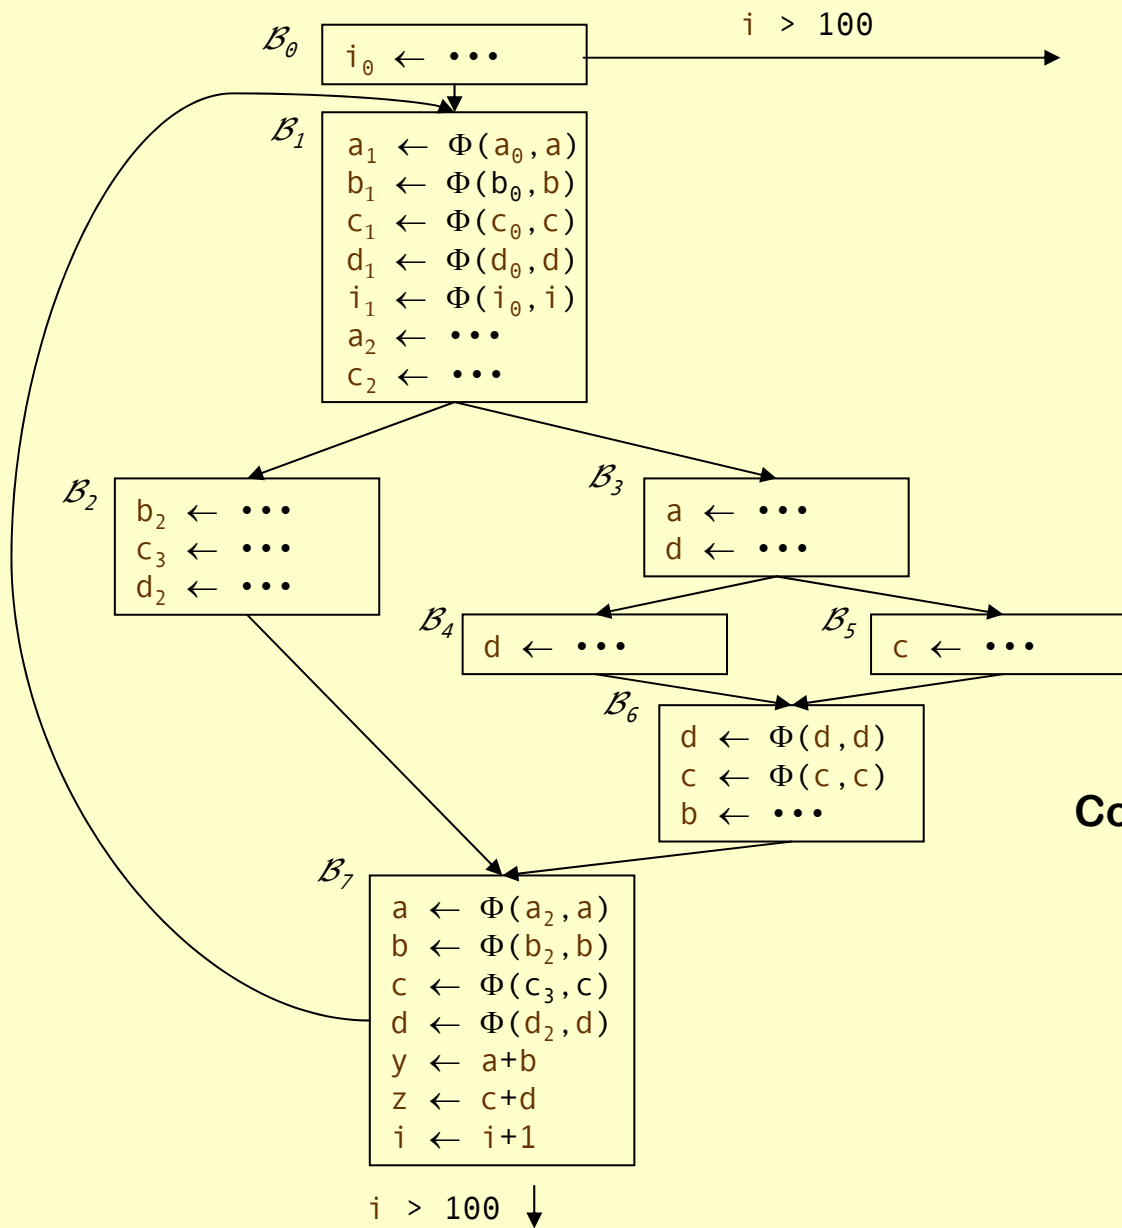 i > 100
B₀
i₀ ← •••
B₁
a₁ ← Φ(a₀,a)
b₁ ← Φ(b₀,b)
c₁ ← Φ(c₀,c)
d₁ ← Φ(d₀,d)
i₁ ← Φ(i₀,i)
a₂ ← •••
c₂ ← •••
B₂
b₂ ← •••
c₃ ← •••
d₂ ← •••
B₃
a ← •••
d ← •••
B₄
d ← •••
B₅
c ← •••
B₆
d ← Φ(d,d)
c ← Φ(c,c)
b ← •••
Co
B₇
a ← Φ(a₂,a)
b ← Φ(b₂,b)
c ← Φ(c₃,c)
d ← Φ(d₂,d)
y ← a+b
z ← c+d
i ← i+1
i > 100